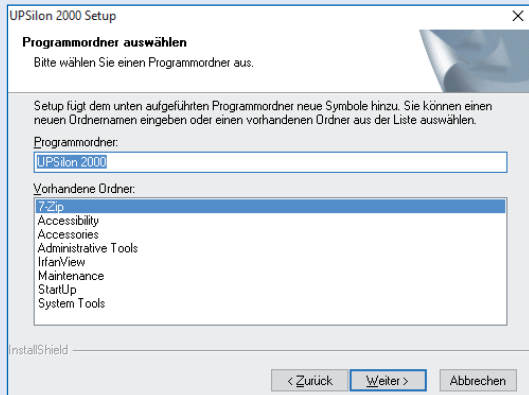 UPSilon 2000 Setup
Programmordner auswählen
Bitte wählen Sie einen Programmordner aus.
Setup fügt dem unten aufgeführten Programmordner neue Symbole hinzu. Sie können einen
neuen Ordnernamen eingeben oder einen vorhandenen Ordner aus der Liste auswählen.
Programmordner:
UPSilon 2000
Vorhandene Ordner:
7-Zip
Accessibility
Accessories
Administrative Tools
IrfanView
Maintenance
StartUp
System Tools
InstallShield
< Zurück Weiter > Abbrechen